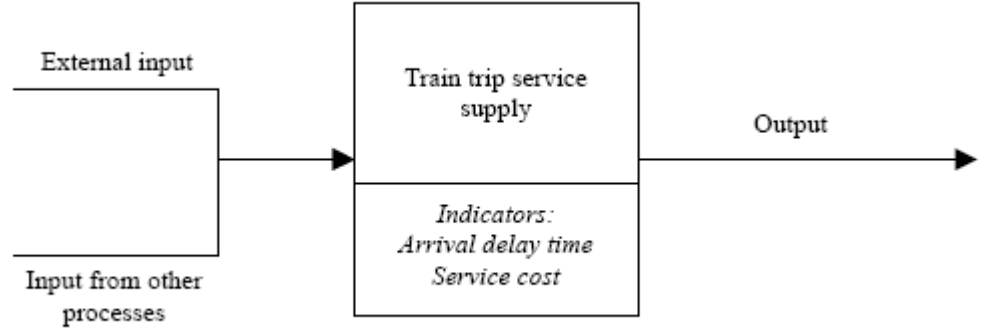 External input
Train trip service
supply
Output
Indicators:
Arrival delay time
Service cost
Input from other
processes